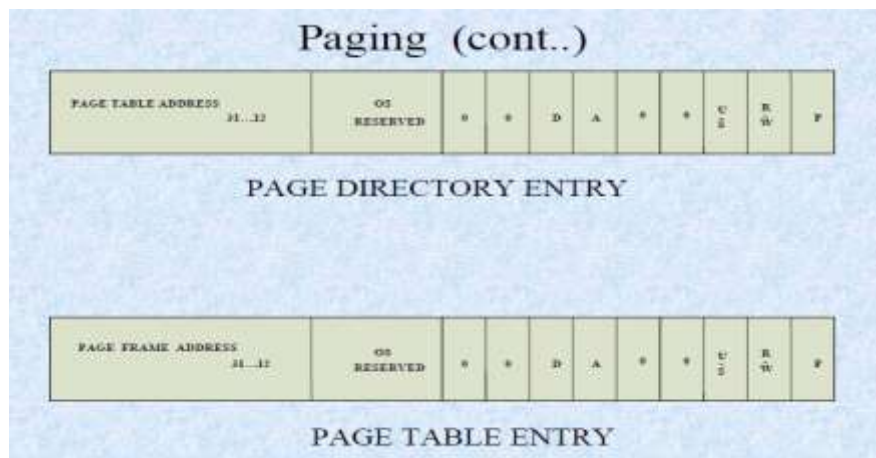 Paging (cont..)
PAGE TABLE ADDRESS
31...12
OS
RESERVED
0
0
D
A
0
0
U
S
R
W
P
PAGE DIRECTORY ENTRY
PAGE FRAME ADDRESS
31...12
OS
RESERVED
0
0
D
A
0
0
U
S
R
W
P
PAGE TABLE ENTRY